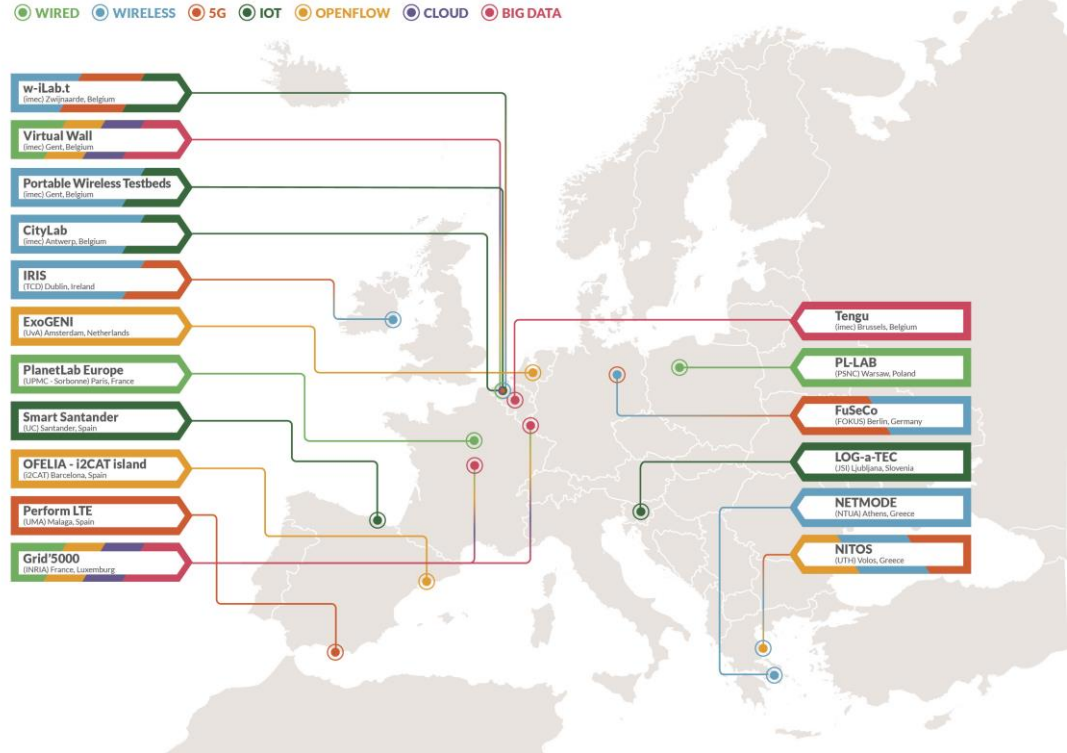 WIRED WIRELESS 5G IOT OPENFLOW CLOUD BIG DATA
w-iLab.t
(imec) Zwijnaarde, Belgium
Virtual Wall
(imec) Gent, Belgium
Portable Wireless Testbeds
(imec) Gent, Belgium
CityLab
(imec) Antwerp, Belgium
IRIS
(TCD) Dublin, Ireland
ExoGENI
(UvA) Amsterdam, Netherlands
PlanetLab Europe
(UPMC - Sorbonne) Paris, France
Smart Santander
(UC) Santander, Spain
OFELIA - i2CAT island
(i2CAT) Barcelona, Spain
Perform LTE
(UMA) Malaga, Spain
Grid'5000
(INRIA) France, Luxemburg
Tengu
(imec) Brussels, Belgium
PL-LAB
(PSNC) Warsaw, Poland
FuSeCo
(FOKUS) Berlin, Germany
LOG-a-TEC
(JSI) Ljubljana, Slovenia
NETMODE
(NTUA) Athens, Greece
NITOS
(UTH) Volos, Greece